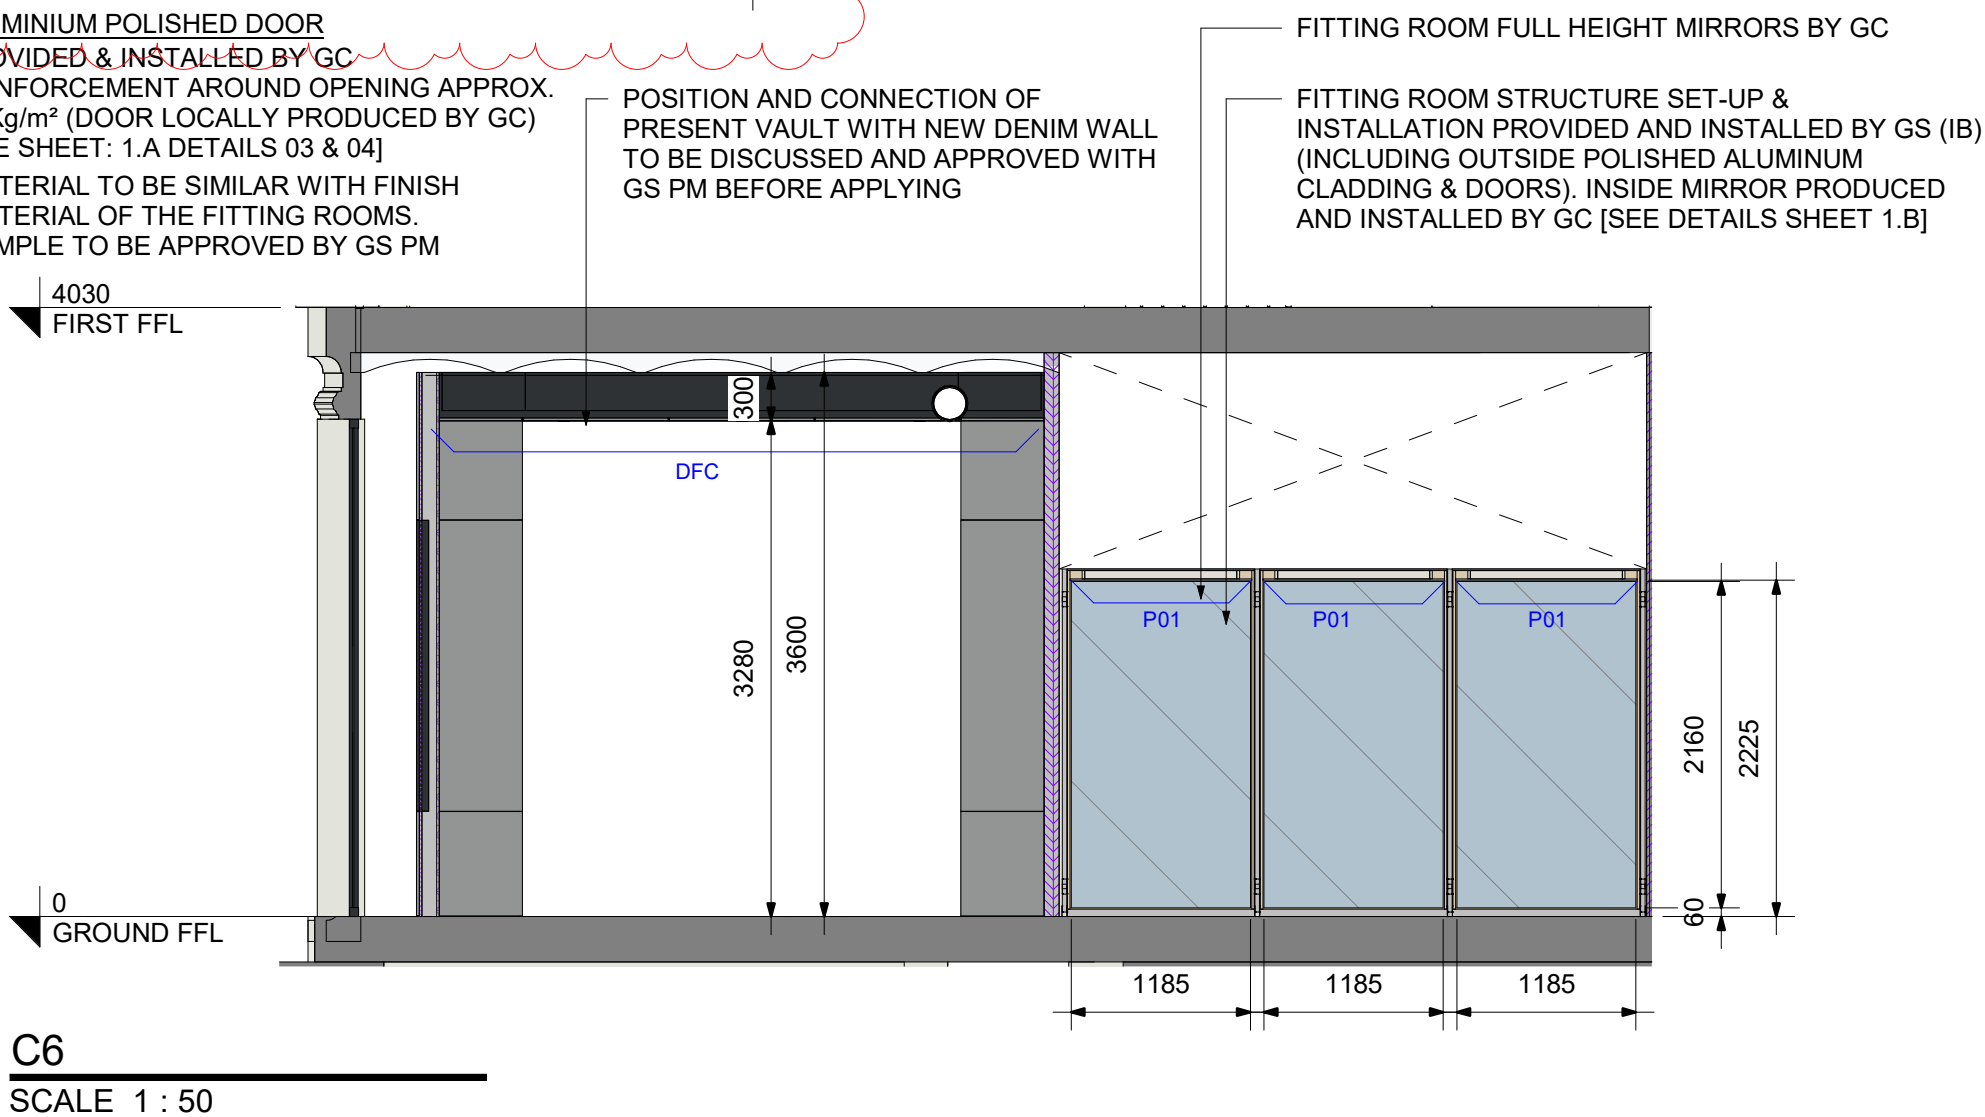 MINIUM POLISHED DOOR
OVIDED & INSTALLED BY GC
NFORCEMENT AROUND OPENING APPROX.
Kg/m² (DOOR LOCALLY PRODUCED BY GC)
E SHEET: 1.A DETAILS 03 & 04]
TERIAL TO BE SIMILAR WITH FINISH
TERIAL OF THE FITTING ROOMS.
MPLE TO BE APPROVED BY GS PM
POSITION AND CONNECTION OF
PRESENT VAULT WITH NEW DENIM WALL
TO BE DISCUSSED AND APPROVED WITH
GS PM BEFORE APPLYING
FITTING ROOM FULL HEIGHT MIRRORS BY GC
FITTING ROOM STRUCTURE SET-UP &
INSTALLATION PROVIDED AND INSTALLED BY GS (IB)
(INCLUDING OUTSIDE POLISHED ALUMINUM
CLADDING & DOORS). INSIDE MIRROR PRODUCED
AND INSTALLED BY GC [SEE DETAILS SHEET 1.B]
4030
FIRST FFL
300
DFC
3280
3600
P01
P01
P01
2160
2225
60
0
GROUND FFL
1185
1185
1185
C6
SCALE 1 : 50